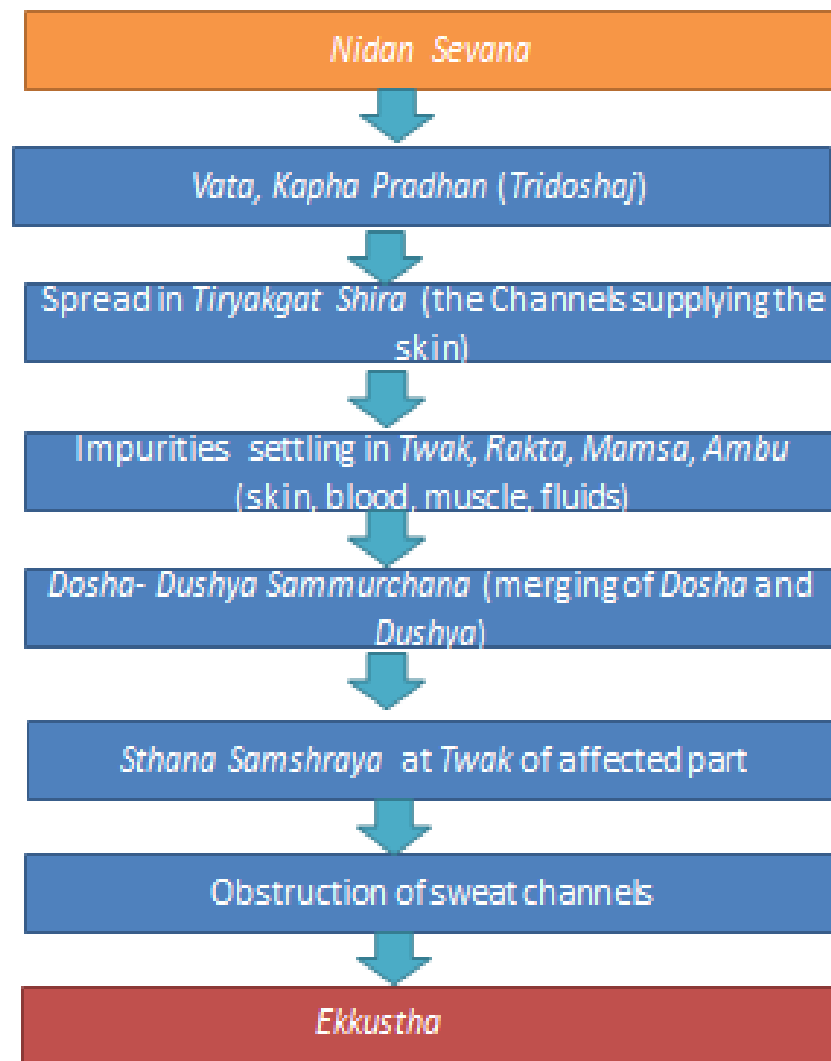 Nidan Sevana
Vata, Kapha Pradhan (Tridoshaj)
Spread in Tiryakgat Shira (the Channels supplying the
skin)
Impurities settling in Twak, Rakta, Mamsa, Ambu
(skin, blood, muscle, fluids)
Dosha- Dushya Sammurchana (merging of Dosha and
Dushya)
Sthana Samshraya at Twak of affected part
Obstruction of sweat channels
Ekkustha